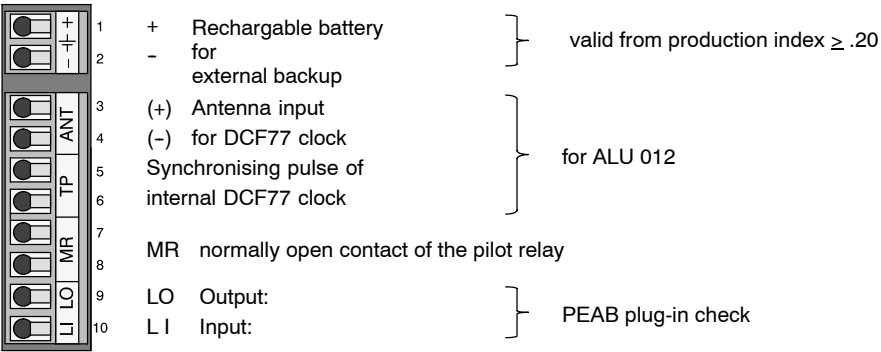 + 1 + Rechargable battery
- 2 - for
external backup
valid from production index ≥ .20
ANT 3 (+) Antenna input
4 (-) for DCF77 clock
TP 5 Synchronising pulse of
6 internal DCF77 clock
for ALU 012
MR 7
8 MR normally open contact of the pilot relay
LO 9 LO Output:
LI 10 L I Input:
PEAB plug-in check